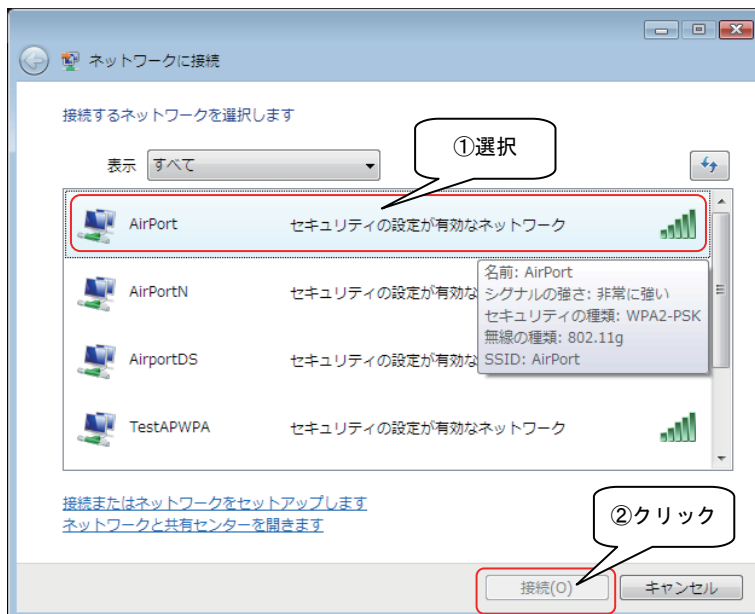 ネットワークに接続
接続するネットワークを選択します
①選択
表示 すべて
AirPort セキュリティの設定が有効なネットワーク
名前: AirPort
AirPortN セキュリティの設定が有効な
シグナルの強さ: 非常に強い
セキュリティの種類: WPA2-PSK
無線の種類: 802.11g
AirportDS セキュリティの設定が有効な
SSID: AirPort
TestAPWPA セキュリティの設定が有効なネットワーク
接続またはネットワークをセットアップします
ネットワークと共有センターを開きます
②クリック
接続(O) キャンセル